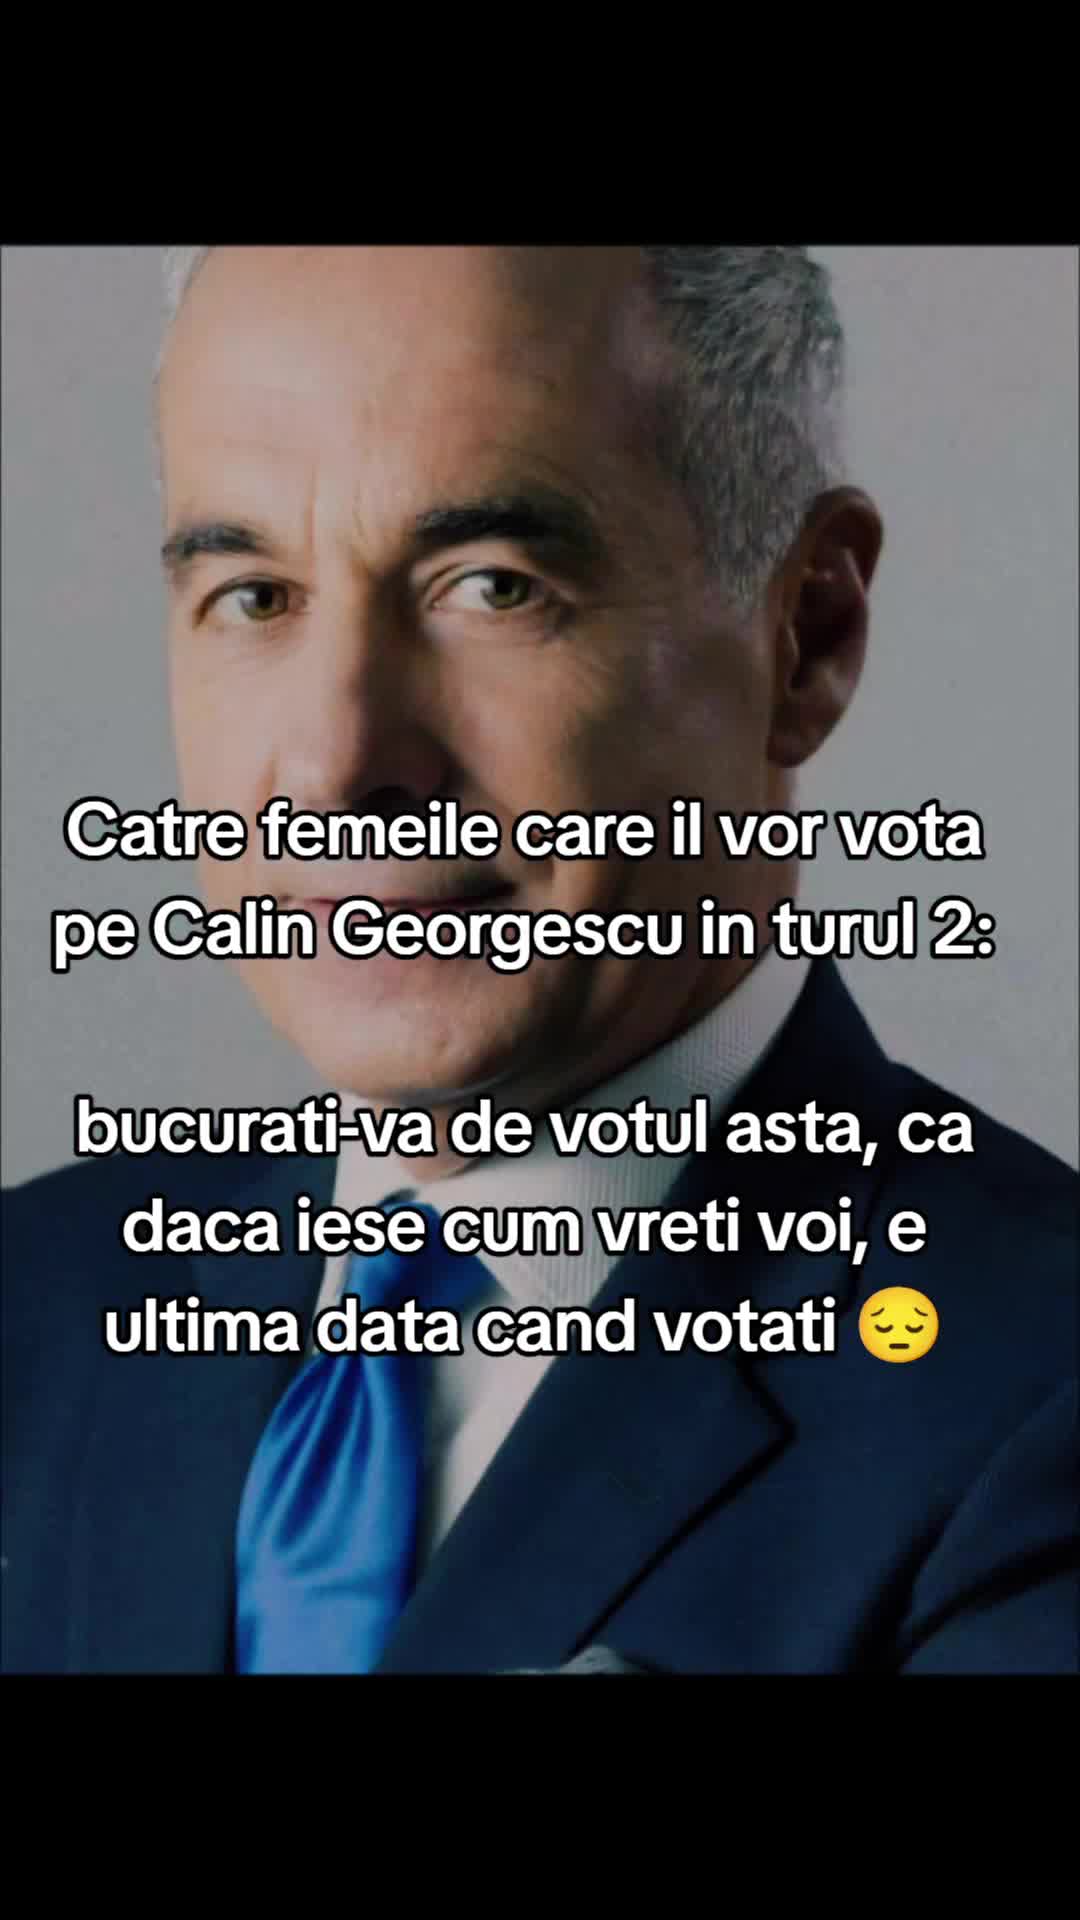 Catre femeile care il vor vota
pe Calin Georgescu in turul 2:
bucurati-va de votul asta, ca
daca iese cum vreti voi, e
ultima data cand votati 😔